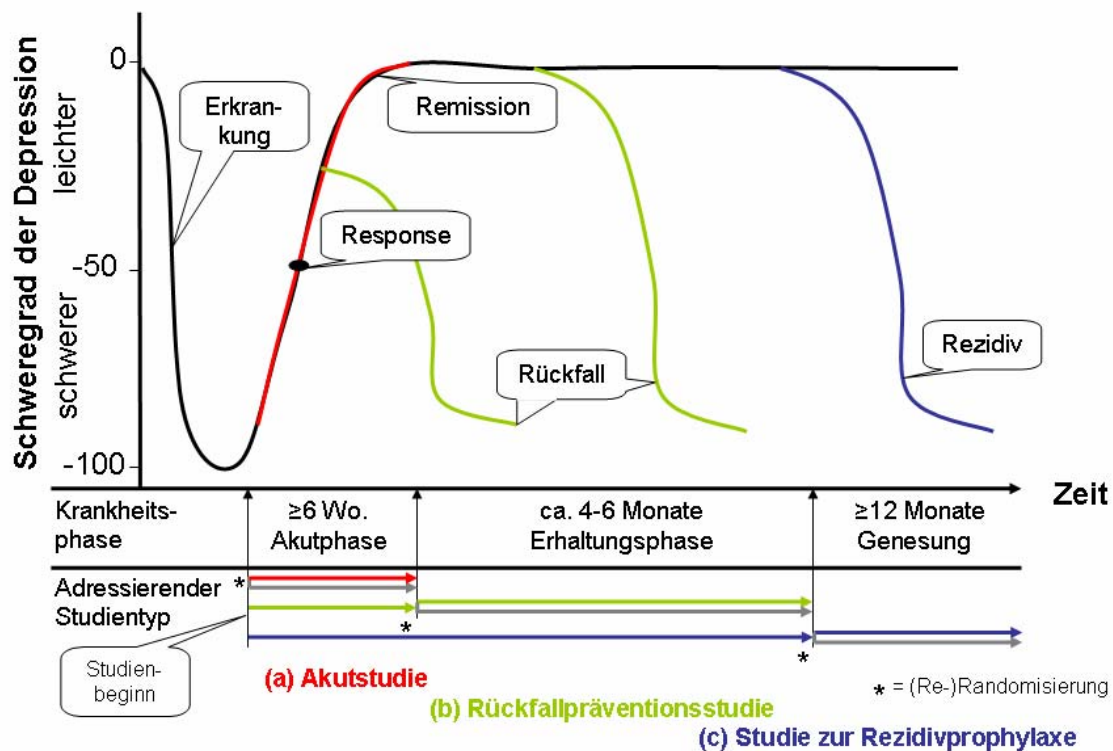 Schweregrad der Depression
schwerer leichter
0
-50
-100
Erkran-
kung
Remission
Response
Rückfall
Rezidiv
Zeit
Krankheits-
phase
≥6 Wo.
Akutphase
ca. 4-6 Monate
Erhaltungsphase
≥12 Monate
Genesung
Adressierender
Studientyp
*
*
*
Studien-
beginn
(a) Akutstudie
(b) Rückfallpräventionsstudie
(c) Studie zur Rezidivprophylaxe
* = (Re-)Randomisierung